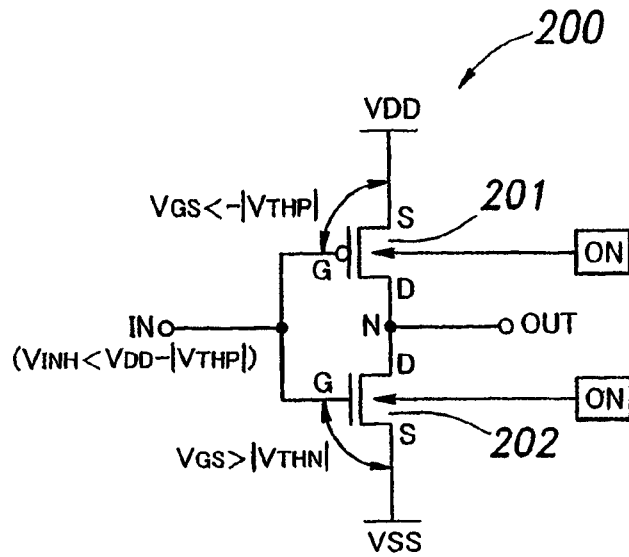 200
VDD
VGS<-|VTHP|
S
201
G
ON
D
IN
N
OUT
(VINH<VDD-|VTHP|)
D
G
ON
S
202
VGS>|VTHN|
VSS